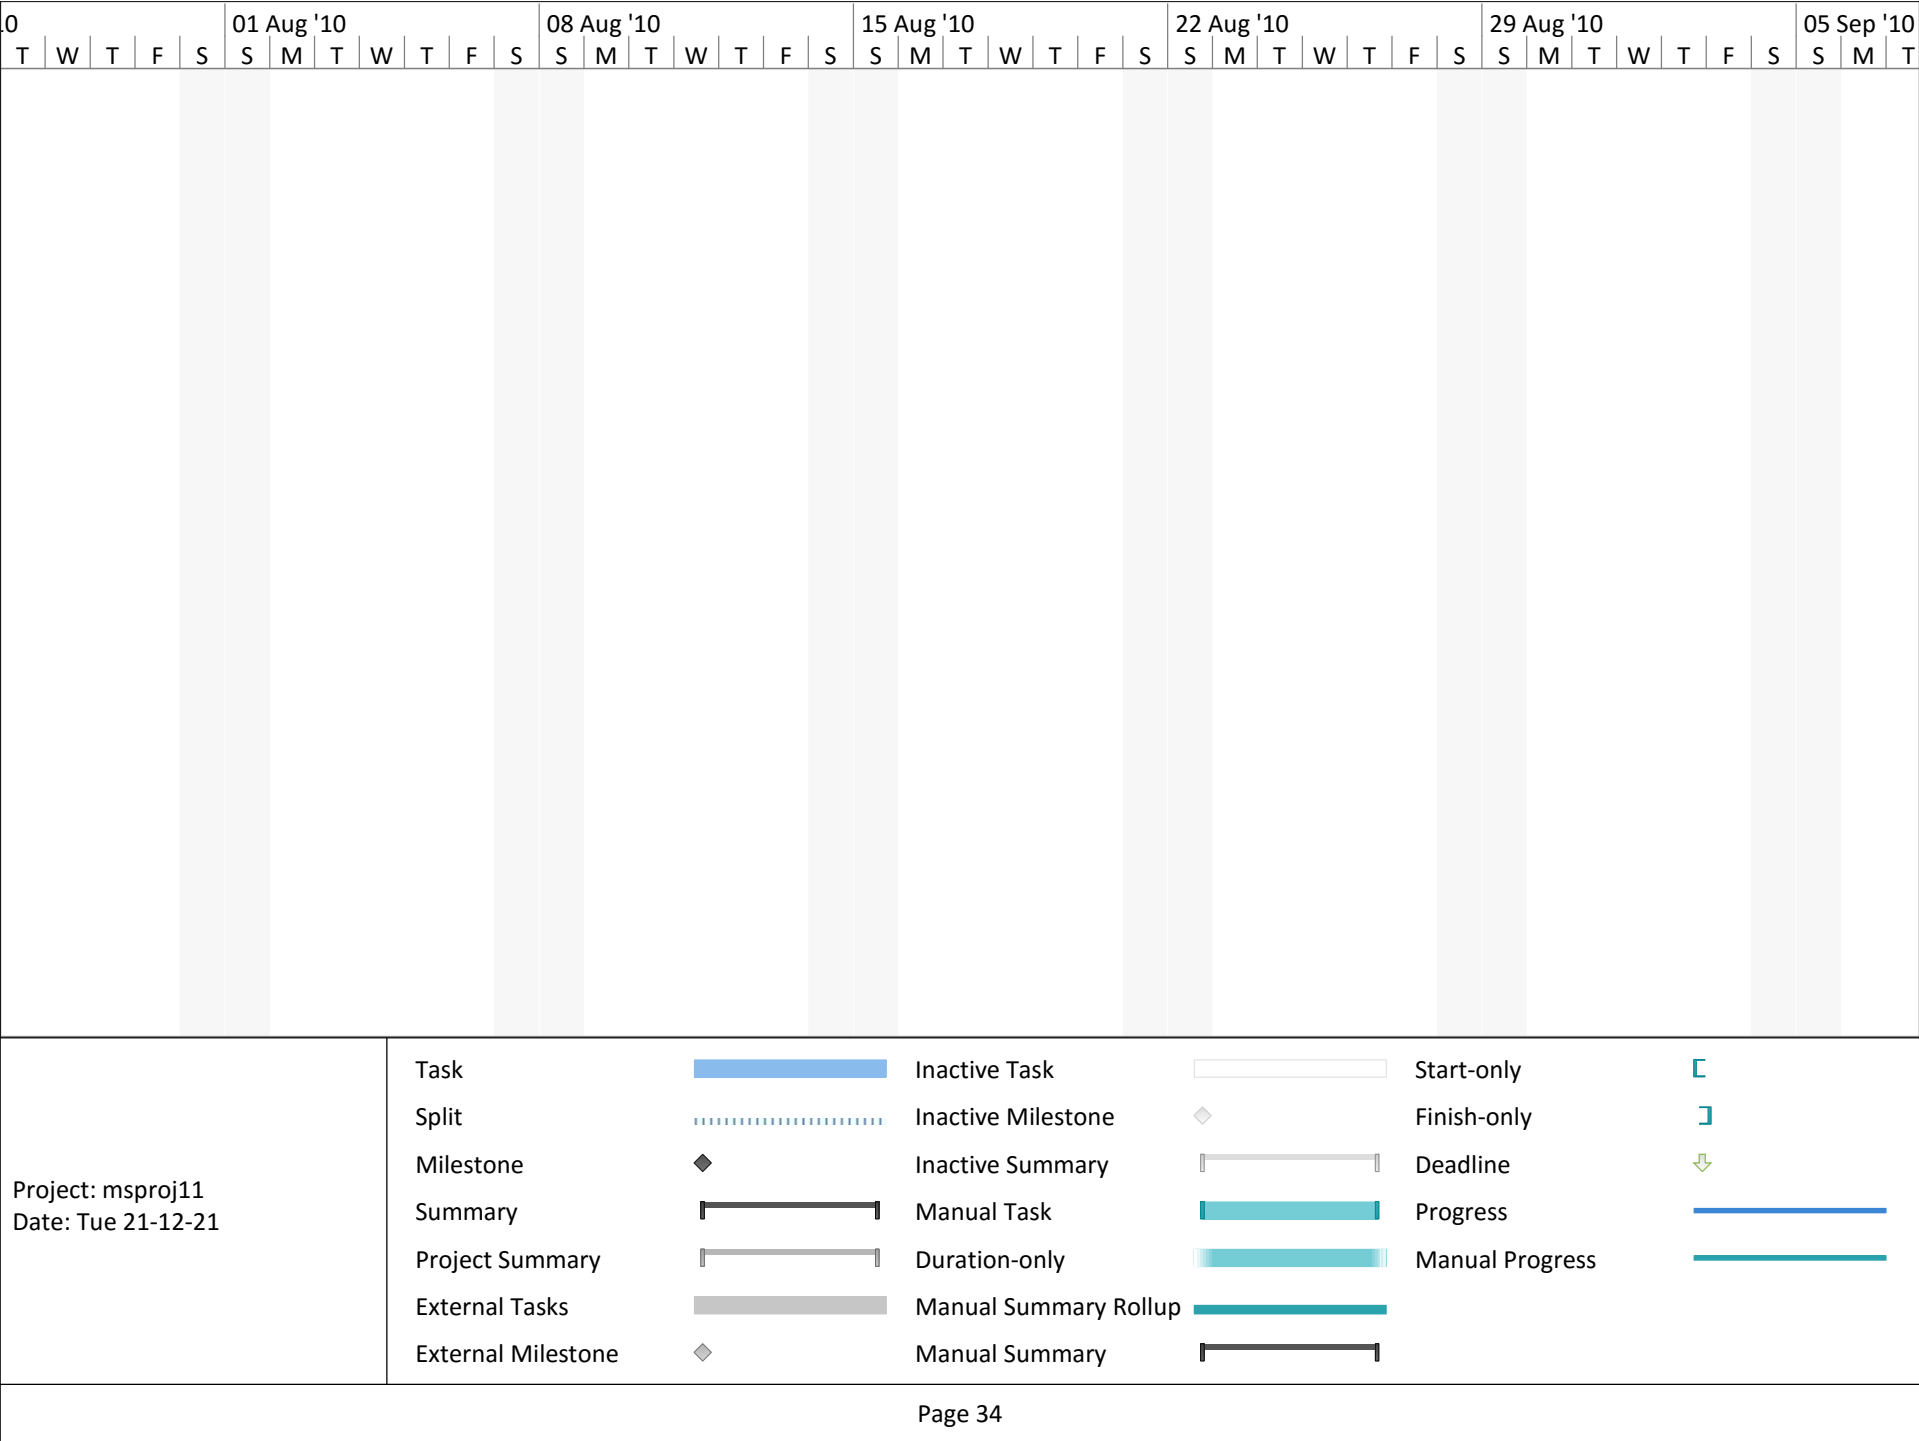 10 01 Aug '10 08 Aug '10 15 Aug '10 22 Aug '10 29 Aug '10 05 Sep '10
T W T F S S M T W T F S S M T W T F S S M T W T F S S M T W T F S S M T W T F S S M T
Task Inactive Task Start-only
Split Inactive Milestone Finish-only
Milestone Inactive Summary Deadline
Project: msproj11
Date: Tue 21-12-21
Summary Manual Task Progress
Project Summary Duration-only Manual Progress
External Tasks Manual Summary Rollup
External Milestone Manual Summary
Page 34